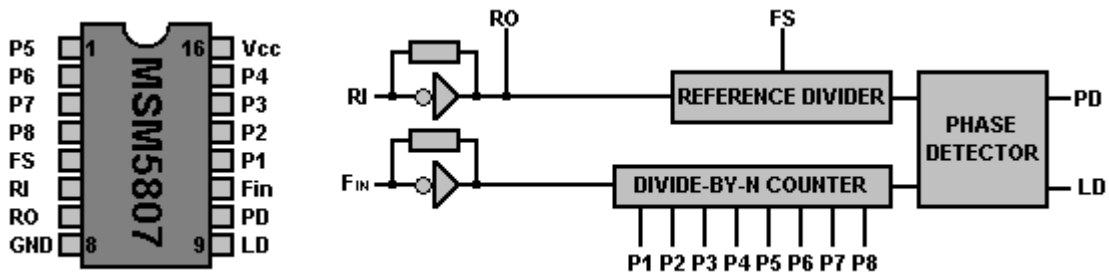 P5 1 16 Vcc
P6 P4
P7 P3
P8 P2
FS P1
RI Fin
RO PD
GND 8 9 LD
MSM5807
RO FS
RI REFERENCE DIVIDER
PHASE DETECTOR
PD
LD
FIN DIVIDE-BY-N COUNTER
P1 P2 P3 P4 P5 P6 P7 P8